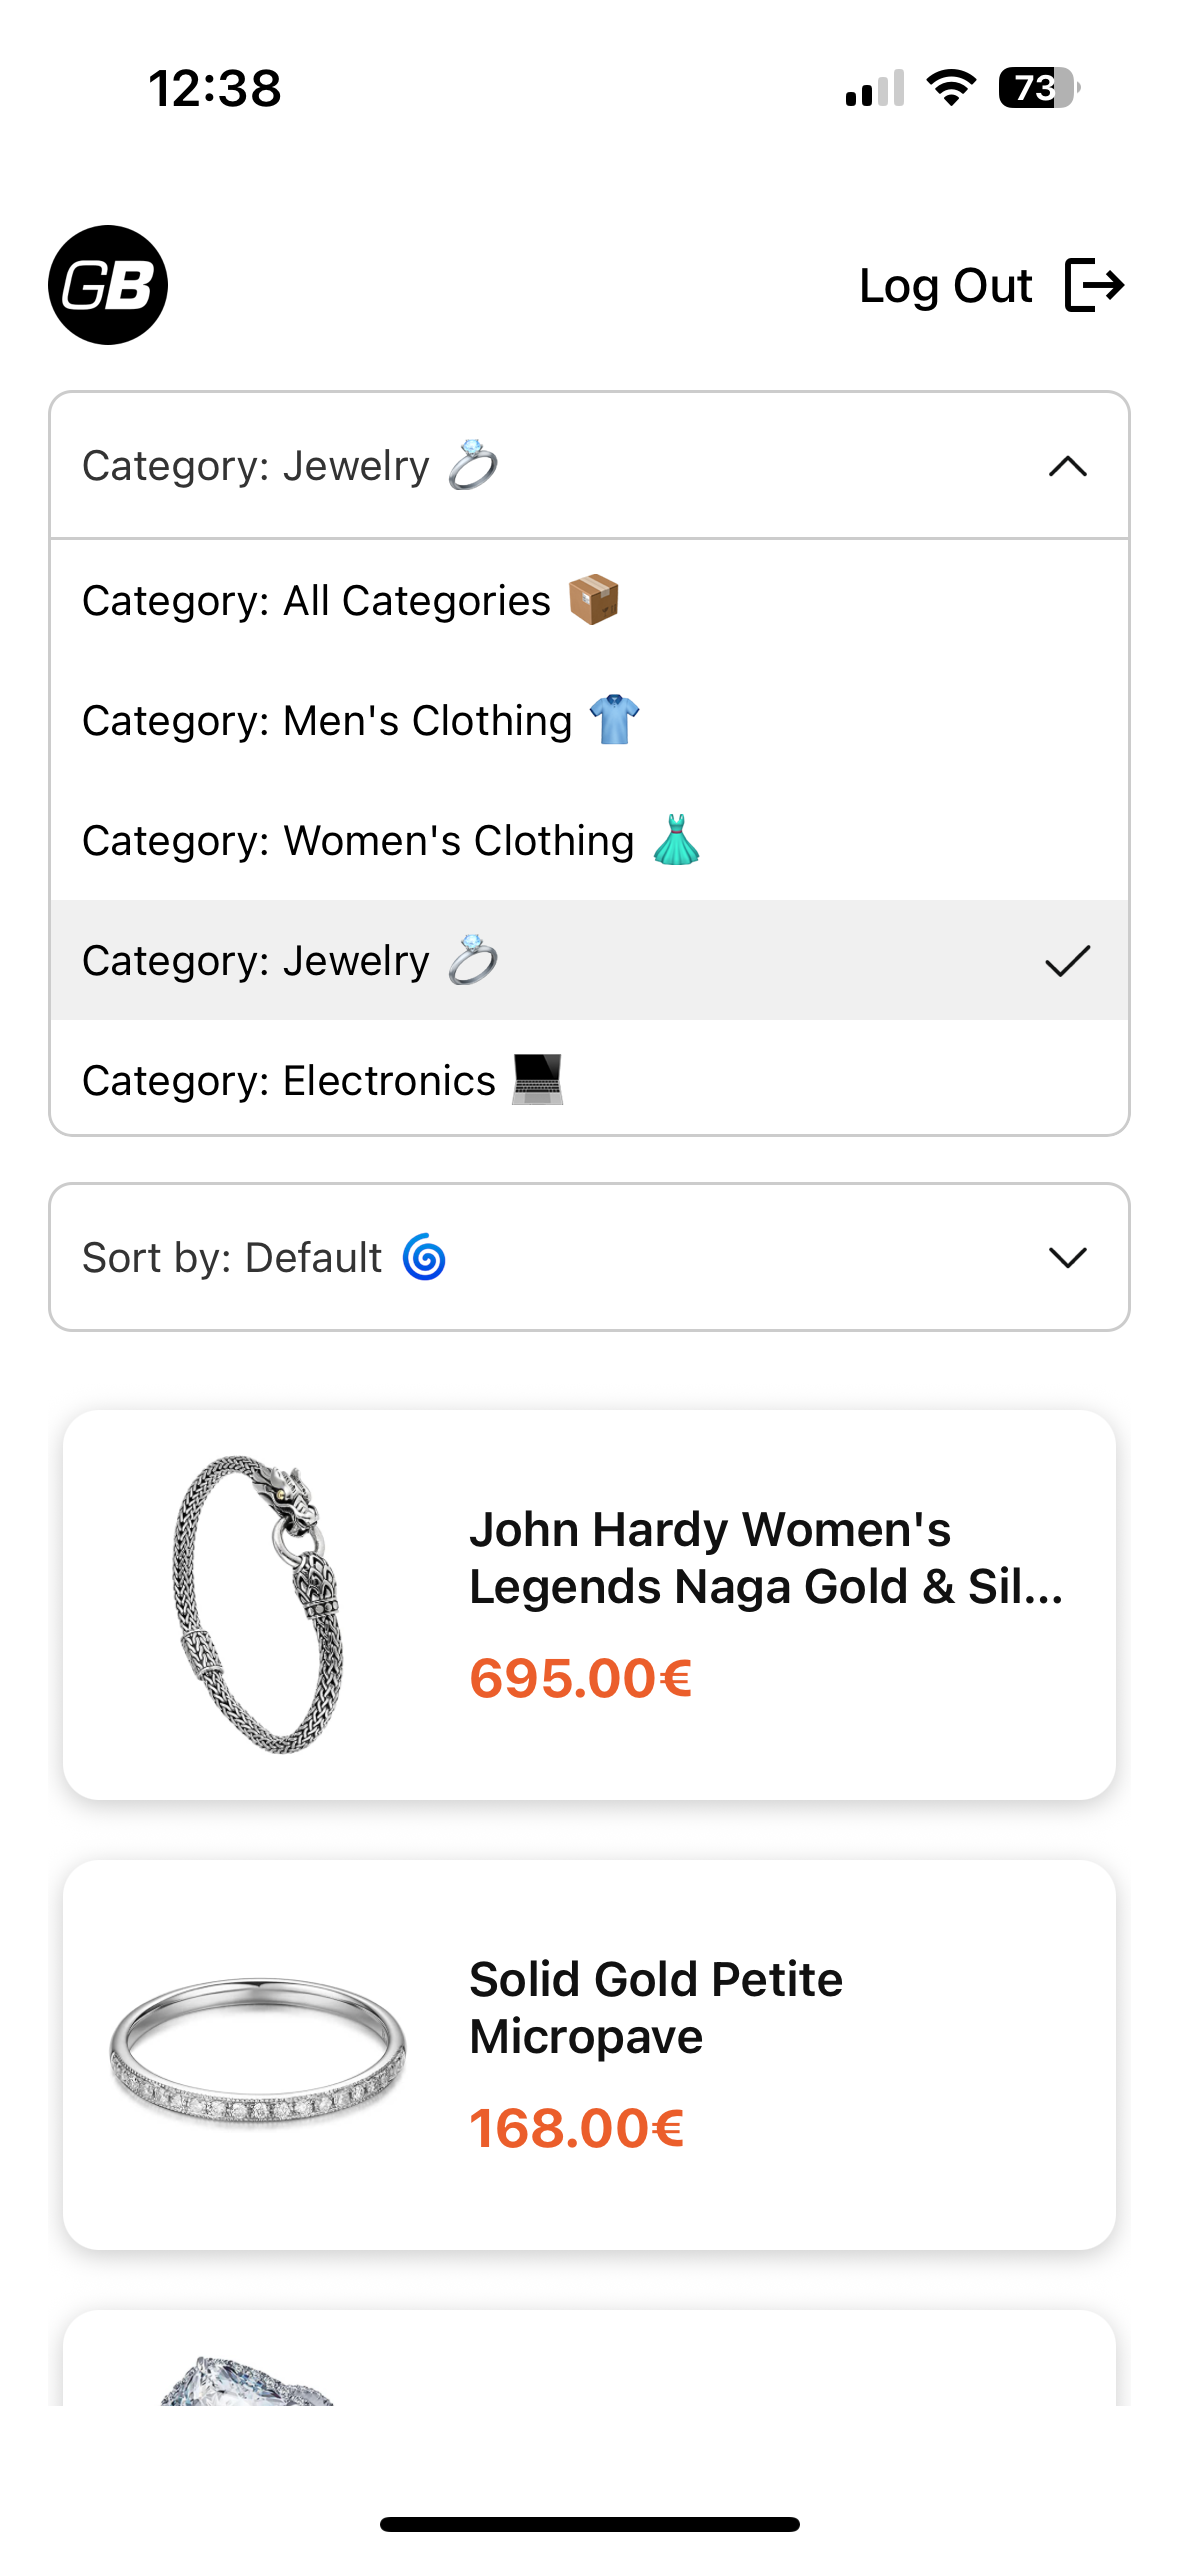 12:38
73
GB
Log Out
Category: Jewelry 💍
Category: All Categories 📦
Category: Men's Clothing 👕
Category: Women's Clothing 👗
Category: Jewelry 💍
Category: Electronics 💻
Sort by: Default 🌀
John Hardy Women's
Legends Naga Gold & Sil...
695.00€
Solid Gold Petite
Micropave
168.00€